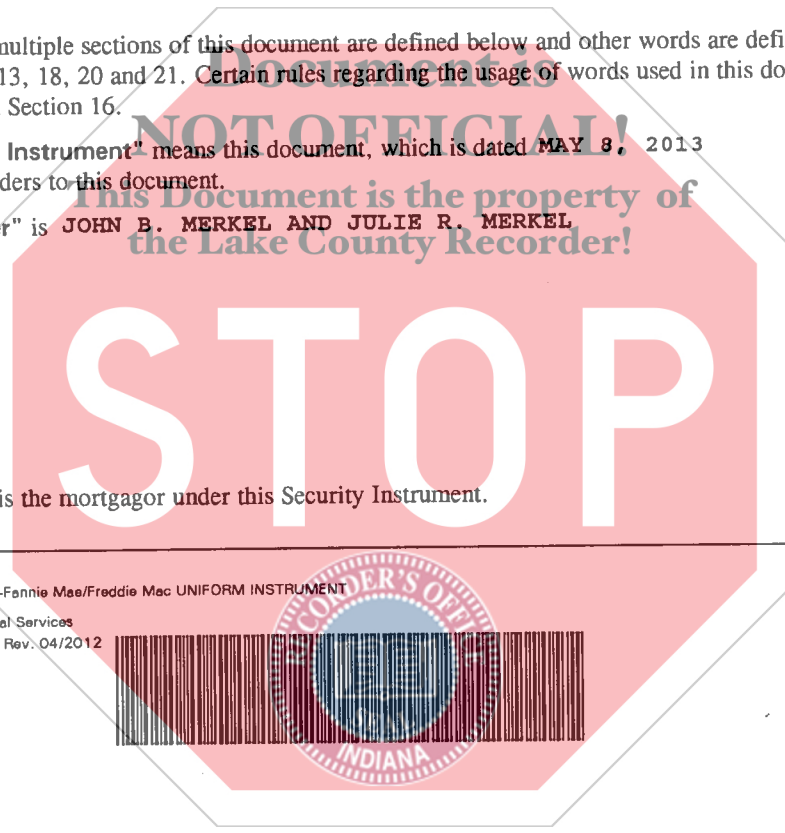 multiple sections of this document are defined below and other words are defi
13, 18, 20 and 21. Certain rules regarding the usage of words used in this do
Section 16.
Instrument" means this document, which is dated MAY 8, 2013
ders to this document.
r" is JOHN B. MERKEL AND JULIE R. MERKEL
Document is
NOT OFFICIAL!
This Document is the property of
the Lake County Recorder!
STOP
is the mortgagor under this Security Instrument.
-Fannie Mae/Freddie Mac UNIFORM INSTRUMENT
al Services
Rev. 04/2012
RECORDER'S OFFICE
SEAL
INDIANA